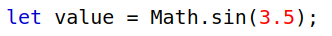 let value = Math.sin(3.5);